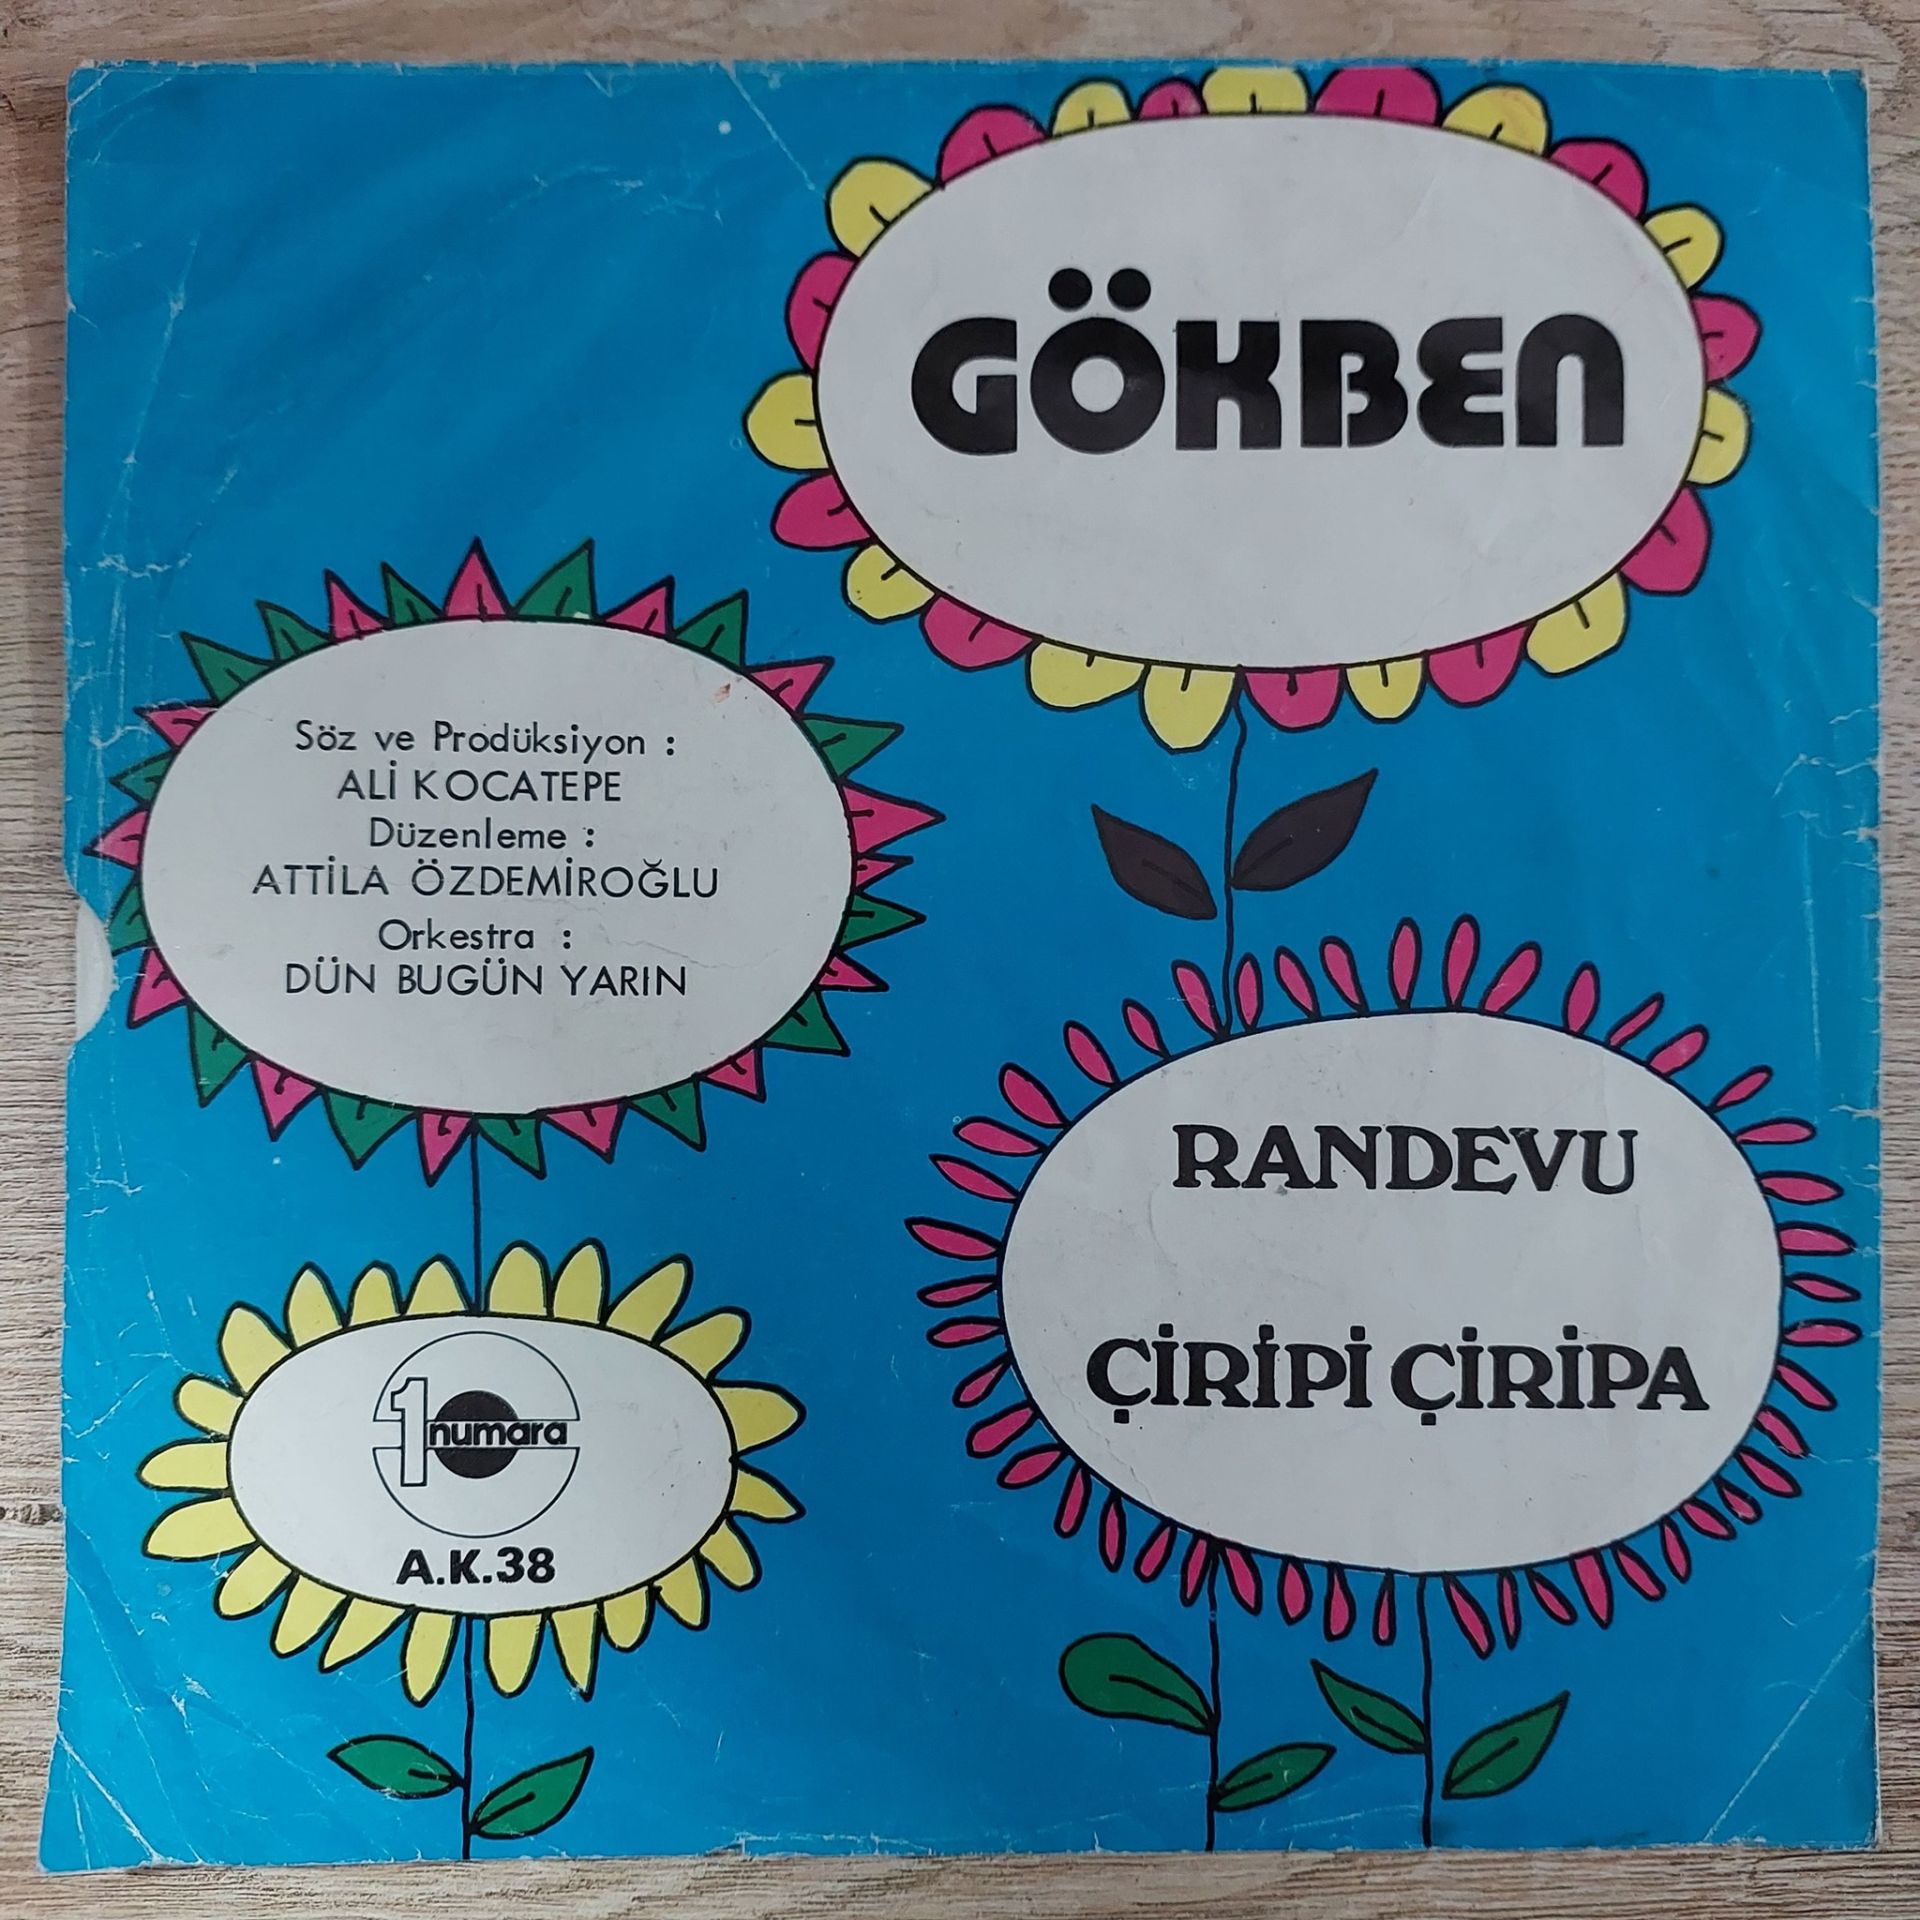 GÖKBEN
Söz ve Prodüksiyon :
ALİ KOCATEPE
Düzenleme :
ATTİLA ÖZDEMİROĞLU
Orkestra :
DÜN BUGÜN YARIN
RANDEVU
ÇİRİPİ ÇİRİPA
1 numara
A.K.38